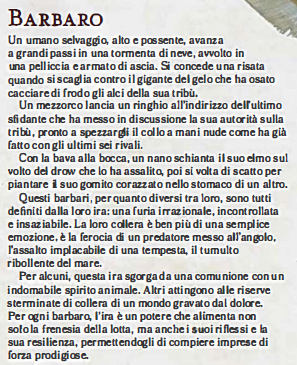 BARBARO
Un umano selvaggio, alto e possente, avanza
a grandi passi in una tormenta di neve, avvolto in
una pelliccia e armato di ascia. Si concede una risata
quando si scaglia contro il gigante del gelo che ha osato
cacciare di frodo gli alci della sua tribù.
Un mezzorco lancia un ringhio all'indirizzo dell'ultimo
sfidante che ha messo in discussione la sua autorità sulla
tribù, pronto a spezzargli il collo a mani nude come ha già
fatto con gli ultimi sei rivali.
Con la bava alla bocca, un nano schianta il suo elmo sul
volto del drow che lo ha assalito, poi si volta di scatto per
piantare il suo gomito corazzato nello stomaco di un altro.
Questi barbari, per quanto diversi tra loro, sono tutti
definiti dalla loro ira: una furia irrazionale, incontrollata
e insaziabile. La loro collera è ben più di una semplice
emozione, è la ferocia di un predatore messo all'angolo,
l'assalto implacabile di una tempesta, il tumulto
ribollente del mare.
Per alcuni, questa ira sgorga da una comunione con un
indomabile spirito animale. Altri attingono alle riserve
sterminate di collera di un mondo gravato dal dolore.
Per ogni barbaro, l'ira è un potere che alimenta non
solo la frenesia della lotta, ma anche i suoi riflessi e la
sua resilienza, permettendogli di compiere imprese di
forza prodigiose.